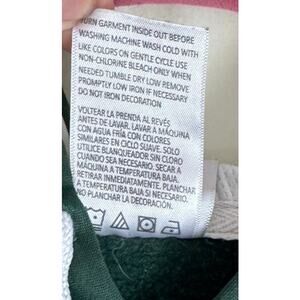 TURN GARMENT INSIDE OUT BEFORE
WASHING MACHINE WASH COLD WITH
LIKE COLORS ON GENTLE CYCLE USE
NON-CHLORINE BLEACH ONLY WHEN
NEEDED TUMBLE DRY LOW REMOVE
PROMPTLY LOW IRON IF NECESSARY
DO NOT IRON DECORATION
VOLTEAR LA PRENDA AL REVÉS
ANTES DE LAVAR. LAVAR A MÁQUINA
CON AGUA FRÍA CON COLORES
SIMILARES EN CICLO SUAVE. SOLO
UTILICE BLANQUEADOR SIN CLORO
CUANDO SEA NECESARIO. SECAR A
MÁQUINA A TEMPERATURA BAJA.
RETIRAR INMEDIATAMENTE. PLANCHAR
A TEMPERATURA BAJA SI ES
NECESARIO. NO PLANCHAR